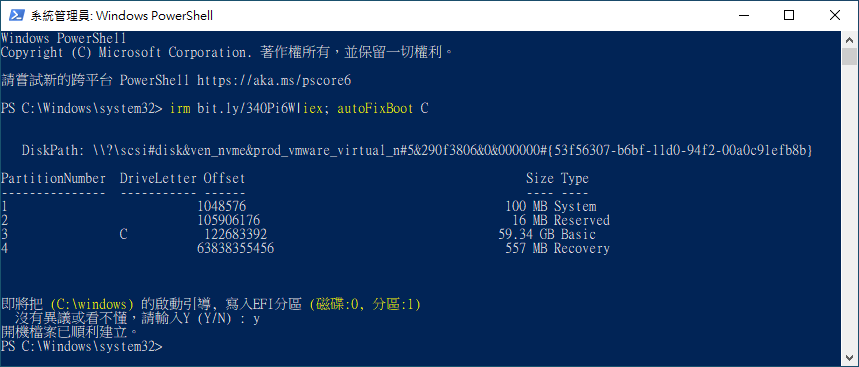 系統管理員: Windows PowerShell
Windows PowerShell
Copyright (C) Microsoft Corporation. 著作權所有，並保留一切權利。
請嘗試新的跨平台 PowerShell https://aka.ms/pscore6
PS C:\Windows\system32> irm bit.ly/340Pi6W|iex; autoFixBoot C
DiskPath: \\?\scsi#disk&ven_nvme&prod_vmware_virtual_n#5&290f3806&0&000000#{53f56307-b6bf-11d0-94f2-00a0c91efb8b}
PartitionNumber  DriveLetter Offset                                        Size Type
---------------  ----------- ------                                        ---- ----
1                            1048576                                     100 MB System
2                            105906176                                    16 MB Reserved
3                C           122683392                                 59.34 GB Basic
4                            63838355456                                 557 MB Recovery
即將把 (C:\windows) 的啟動引導, 寫入EFI分區 (磁碟:0, 分區:1)
沒有異議或看不懂，請輸入Y (Y/N) : y
開機檔案已順利建立。
PS C:\Windows\system32>